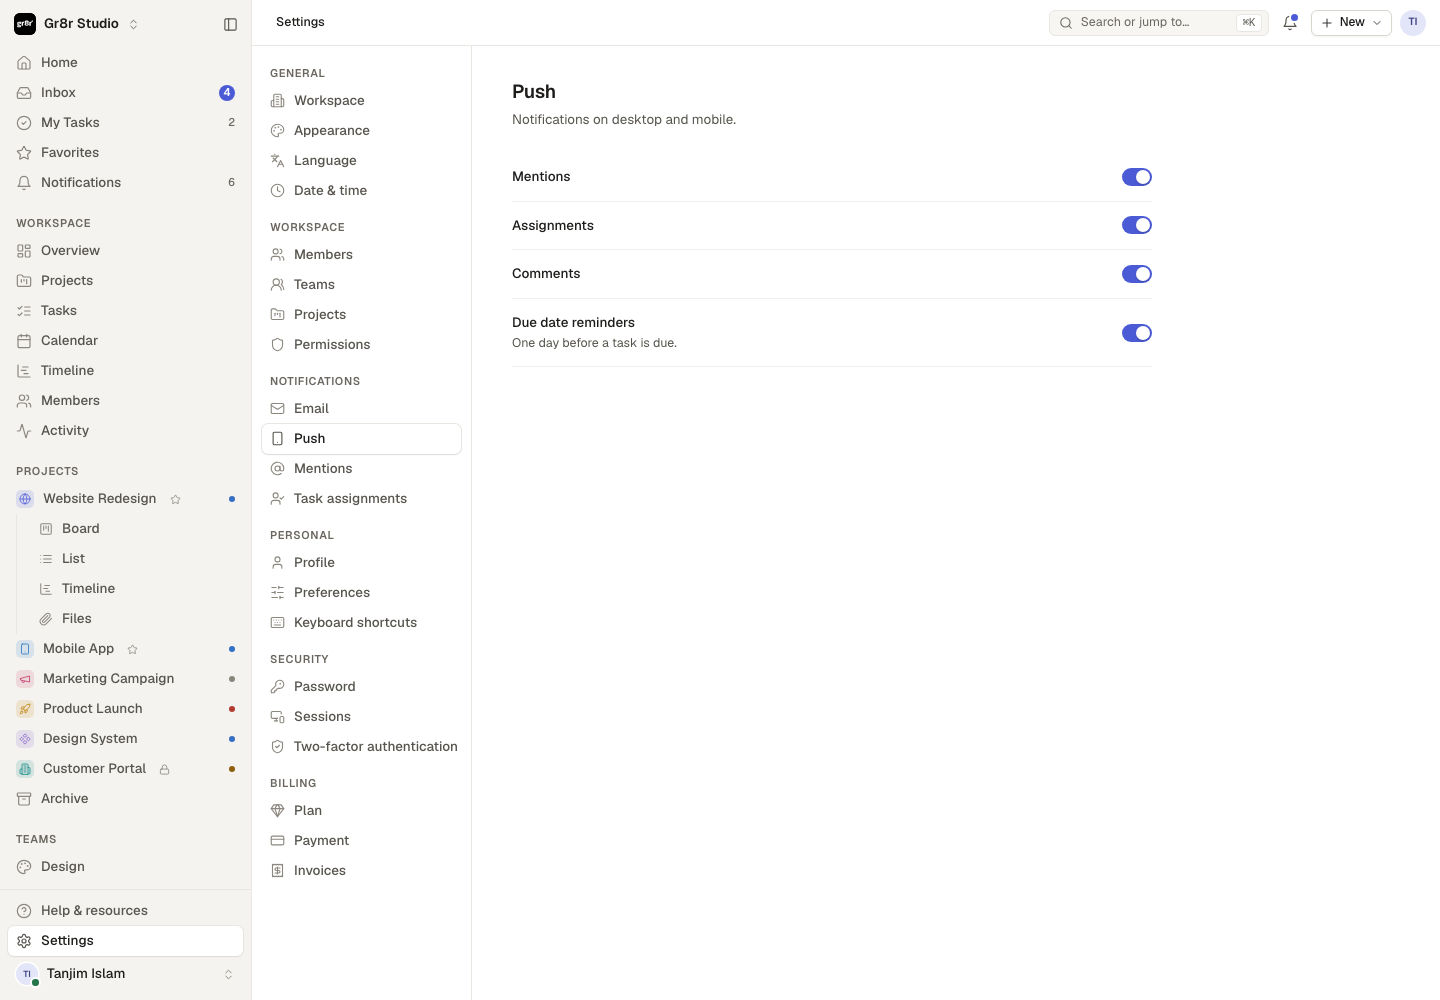 gr8r
Gr8r Studio
Home
Inbox 4
My Tasks 2
Favorites
Notifications 6
WORKSPACE
Overview
Projects
Tasks
Calendar
Timeline
Members
Activity
PROJECTS
Website Redesign
Board
List
Timeline
Files
Mobile App
Marketing Campaign
Product Launch
Design System
Customer Portal
Archive
TEAMS
Design
Help & resources
Settings
TI Tanjim Islam
Settings
Search or jump to... ⌘K
New
TI
GENERAL
Workspace
Appearance
Language
Date & time
WORKSPACE
Members
Teams
Projects
Permissions
NOTIFICATIONS
Email
Push
Mentions
Task assignments
PERSONAL
Profile
Preferences
Keyboard shortcuts
SECURITY
Password
Sessions
Two-factor authentication
BILLING
Plan
Payment
Invoices
Push
Notifications on desktop and mobile.
Mentions
Assignments
Comments
Due date reminders
One day before a task is due.